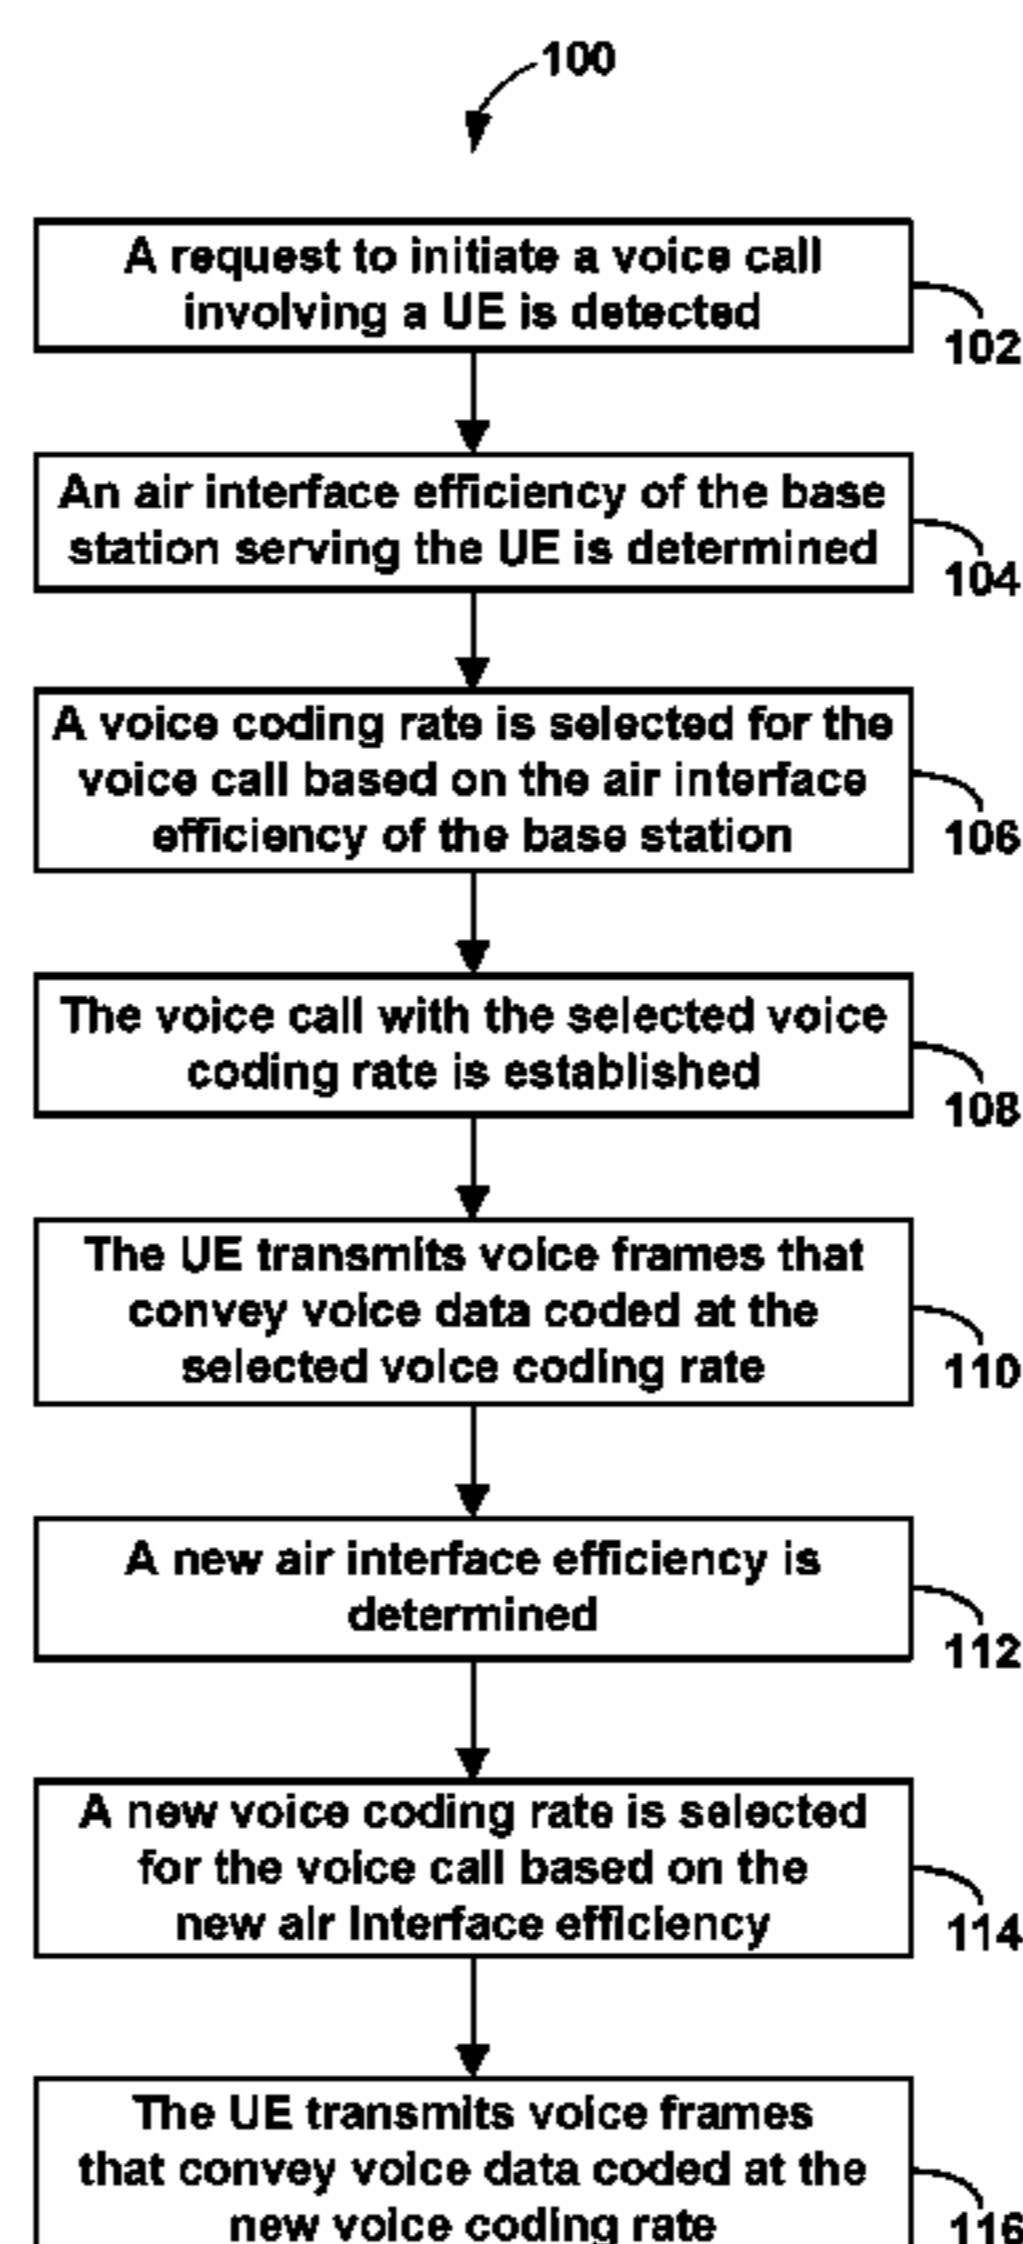 100
A request to initiate a voice call
involving a UE is detected
102
An air interface efficiency of the base
station serving the UE is determined
104
A voice coding rate is selected for the
voice call based on the air interface
efficiency of the base station
106
The voice call with the selected voice
coding rate is established
108
The UE transmits voice frames that
convey voice data coded at the
selected voice coding rate
110
A new air interface efficiency is
determined
112
A new voice coding rate is selected
for the voice call based on the
new air interface efficiency
114
The UE transmits voice frames
that convey voice data coded at the
new voice coding rate
116